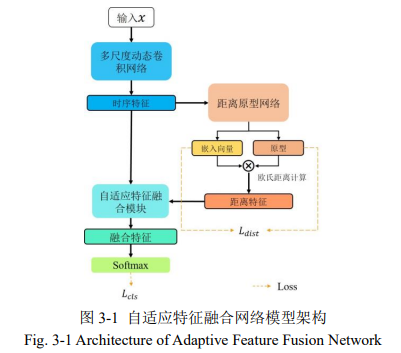 输入x
多尺度动态卷
积网络
时序特征
距离原型网络
嵌入向量
原型
欧氏距离计算
自适应特征融
合模块
距离特征
融合特征
L_dist
Softmax
L_cls
Loss
图 3-1 自适应特征融合网络模型架构
Fig. 3-1 Architecture of Adaptive Feature Fusion Network